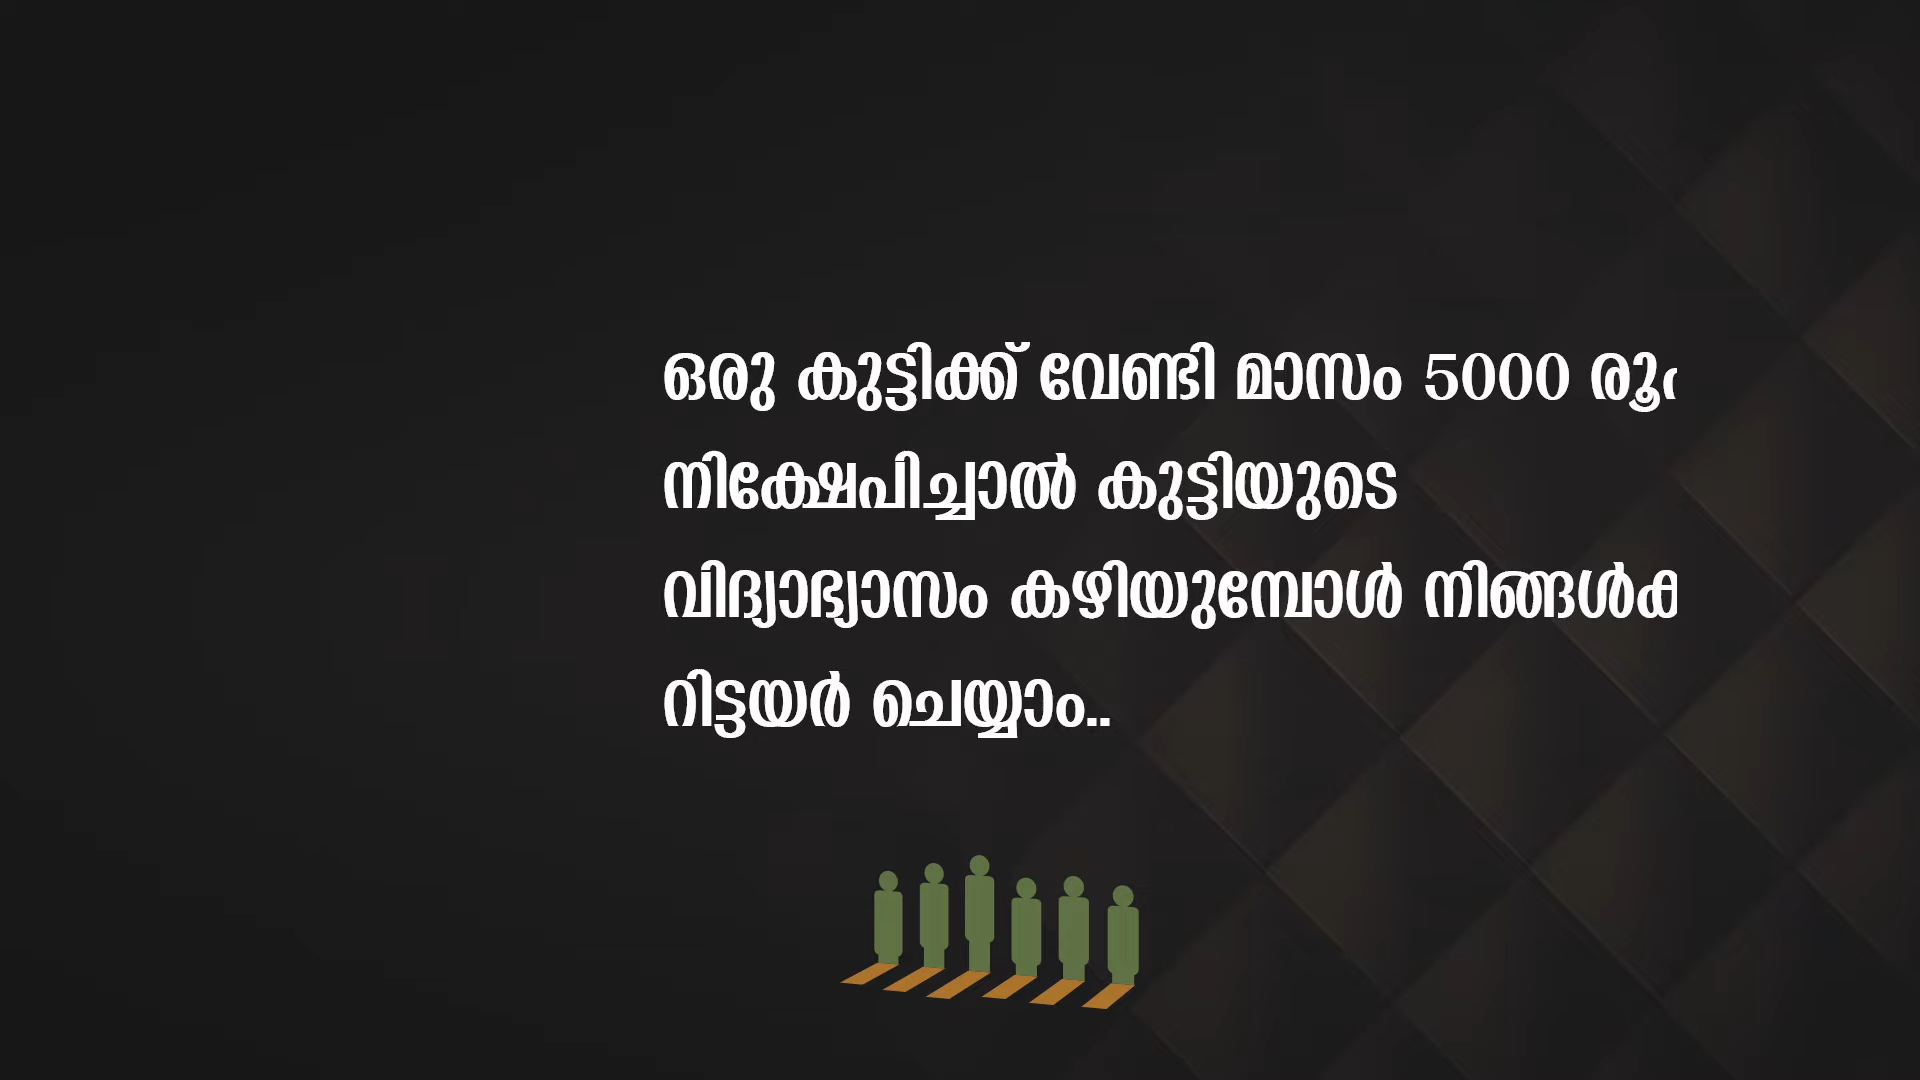 ഒരു കുട്ടിക്ക് വേണ്ടി മാസം 5000
നിക്ഷേപിച്ചാൽ കുട്ടിയുടെ
വിദ്യാഭ്യാസം കഴിയുമ്പോൾ
റിട്ടയർ ചെയ്യാം..